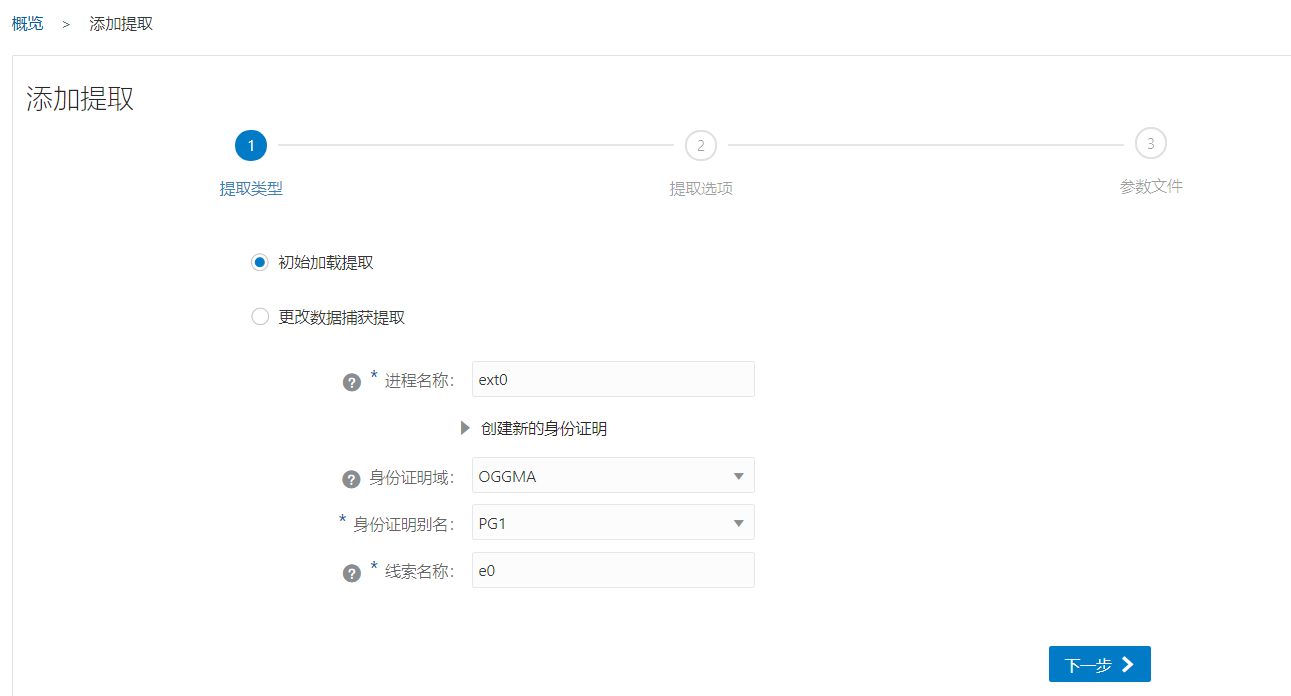 概览 > 添加提取
添加提取
1
2
3
提取类型
提取选项
参数文件
初始加载提取
更改数据捕获提取
? * 进程名称: ext0
创建新的身份证明
? 身份证明域: OGGMA
* 身份证明别名: PG1
? * 线索名称: e0
下一步